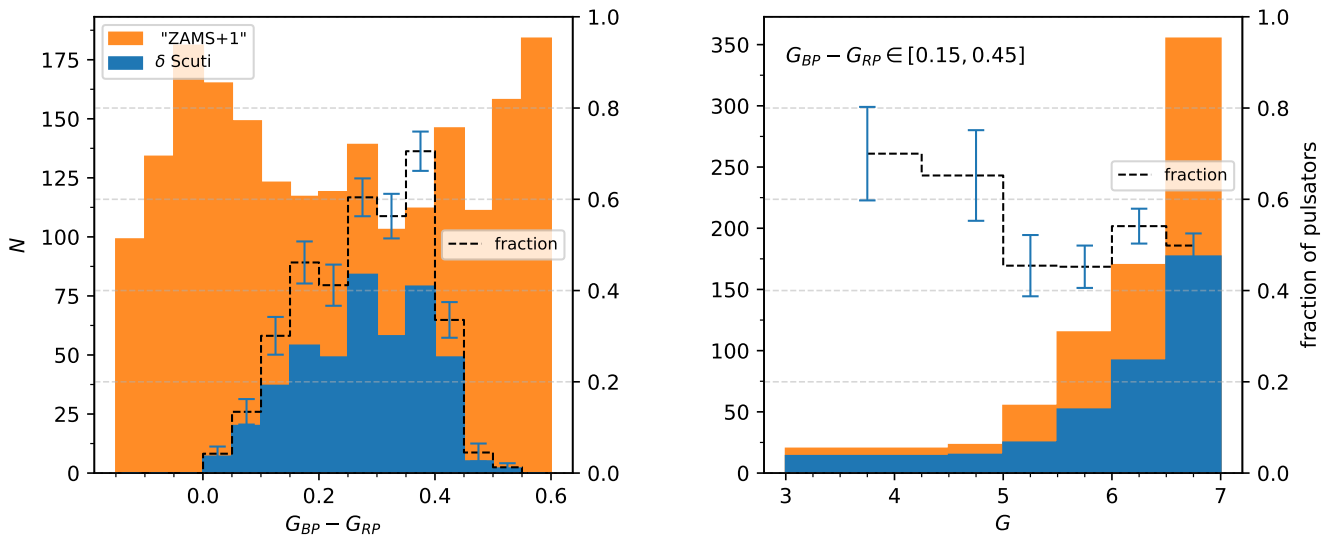 "ZAMS+1"
δ Scuti
fraction
N
175
150
125
100
75
50
25
0
1.0
0.8
0.6
0.4
0.2
0.0
0.0 0.2 0.4 0.6
G_BP − G_RP
G_BP − G_RP ∈ [0.15, 0.45]
fraction
350
300
250
200
150
100
50
0
1.0
0.8
0.6
0.4
0.2
0.0
fraction of pulsators
3 4 5 6 7
G